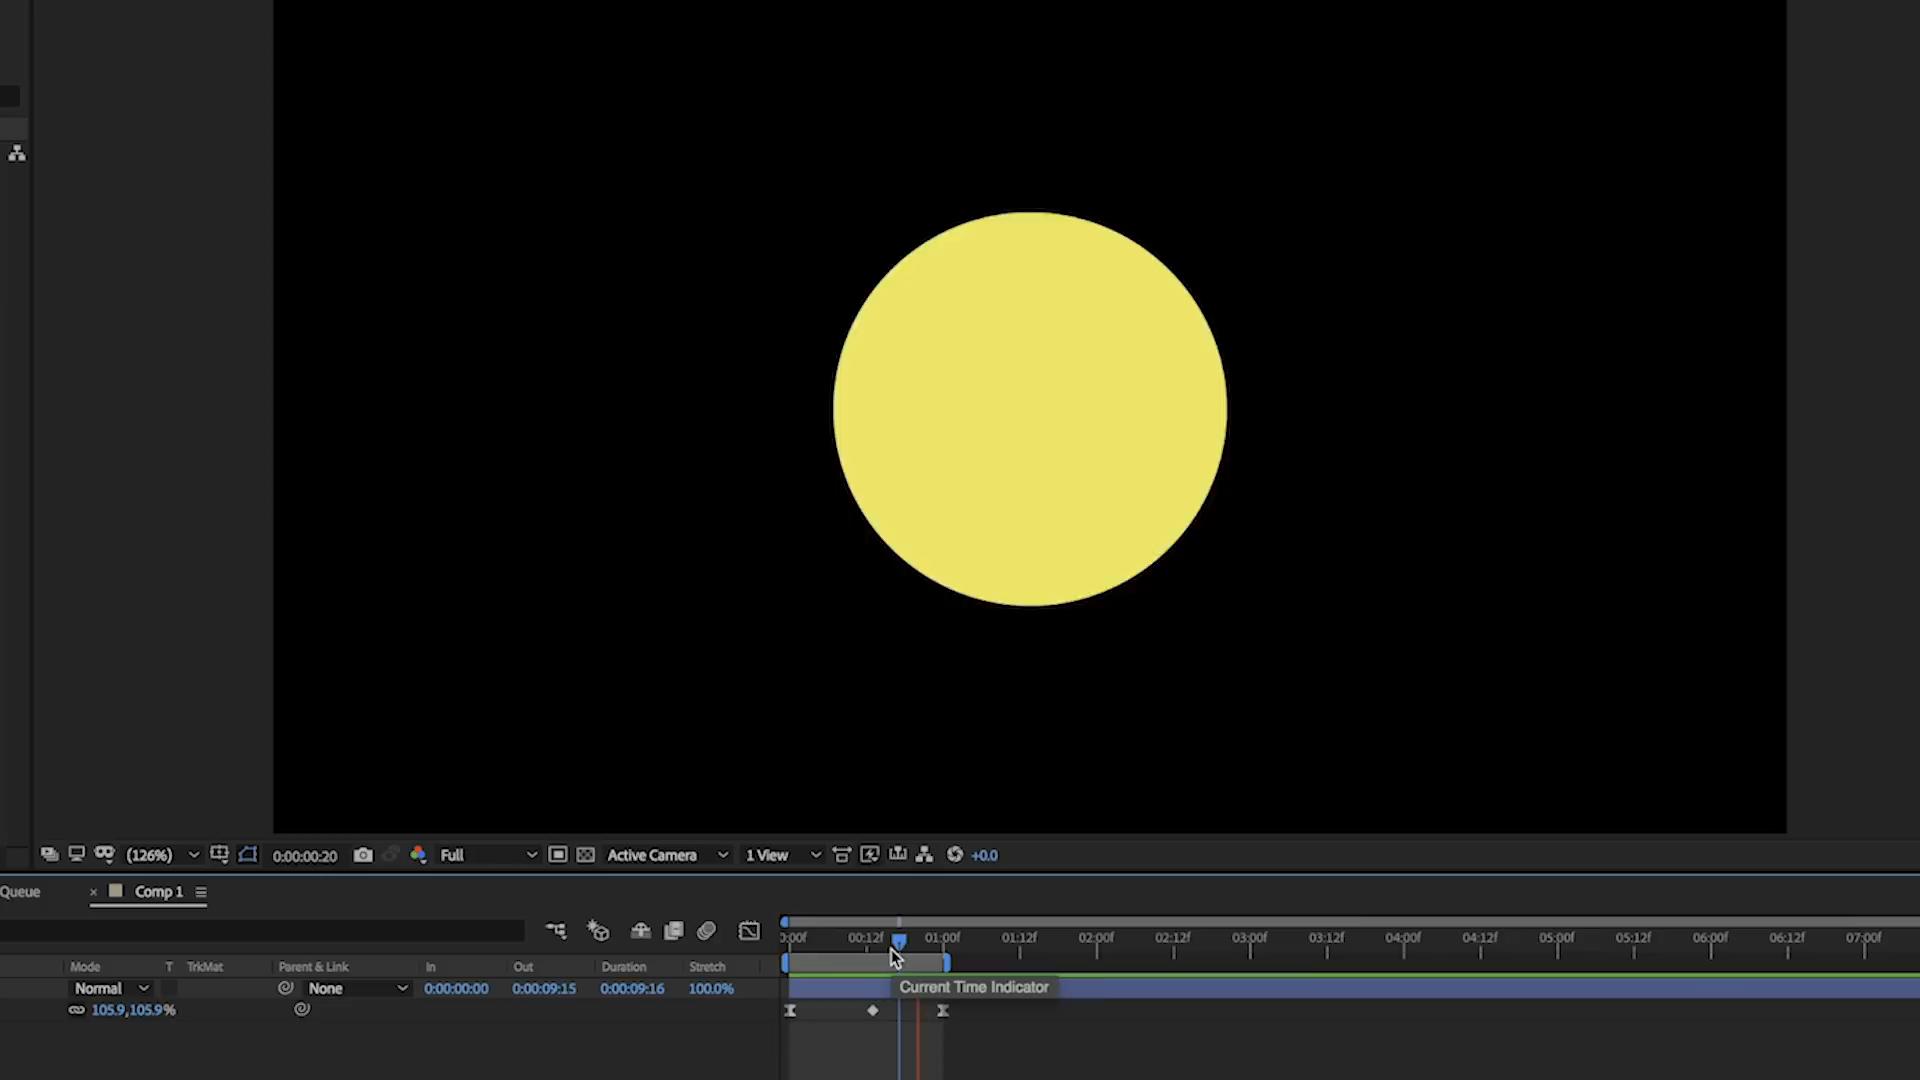 (126%) 0:00:00:20 Full Active Camera 1 View +0.0
Queue × Comp 1
0:00f 00:12f 01:00f 01:12f 02:00f 02:12f 03:00f 03:12f 04:00f 04:12f 05:00f 05:12f 06:00f 06:12f 07:00f
Mode T TrkMat Parent & Link In Out Duration Stretch
Normal None 0:00:00:00 0:00:09:15 0:00:09:16 100.0% Current Time Indicator
105.9,105.9%